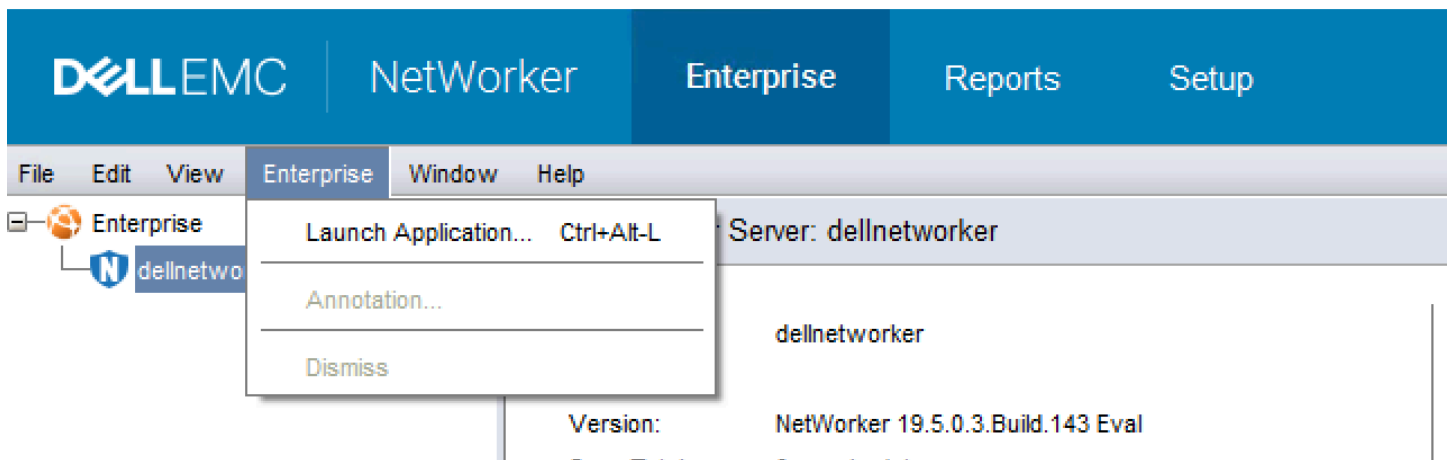 DELLEMC NetWorker Enterprise Reports Setup
File Edit View Enterprise Window Help
Enterprise
Launch Application... Ctrl+Alt-L
Server: dellnetworker
dellnetwo
Annotation...
dellnetworker
Dismiss
Version: NetWorker 19.5.0.3.Build.143 Eval